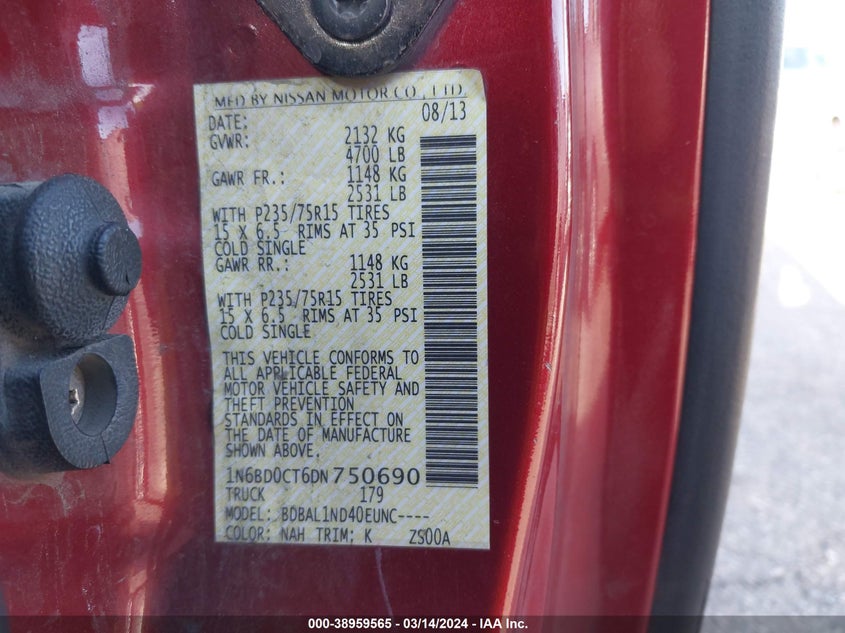 MFD BY NISSAN MOTOR CO., LTD.
DATE: 08/13
GVWR: 2132 KG
4700 LB
GAWR FR.: 1148 KG
2531 LB
WITH P235/75R15 TIRES
15 X 6.5 RIMS AT 35 PSI
COLD SINGLE
GAWR RR.: 1148 KG
2531 LB
WITH P235/75R15 TIRES
15 X 6.5 RIMS AT 35 PSI
COLD SINGLE
THIS VEHICLE CONFORMS TO
ALL APPLICABLE FEDERAL
MOTOR VEHICLE SAFETY AND
THEFT PREVENTION
STANDARDS IN EFFECT ON
THE DATE OF MANUFACTURE
SHOWN ABOVE.
1N6BD0CT6DN750690
TRUCK 179
MODEL: BDBAL1ND40EUNC----
COLOR: NAH TRIM: K ZS00A
000-38959565 - 03/14/2024 - IAA Inc.